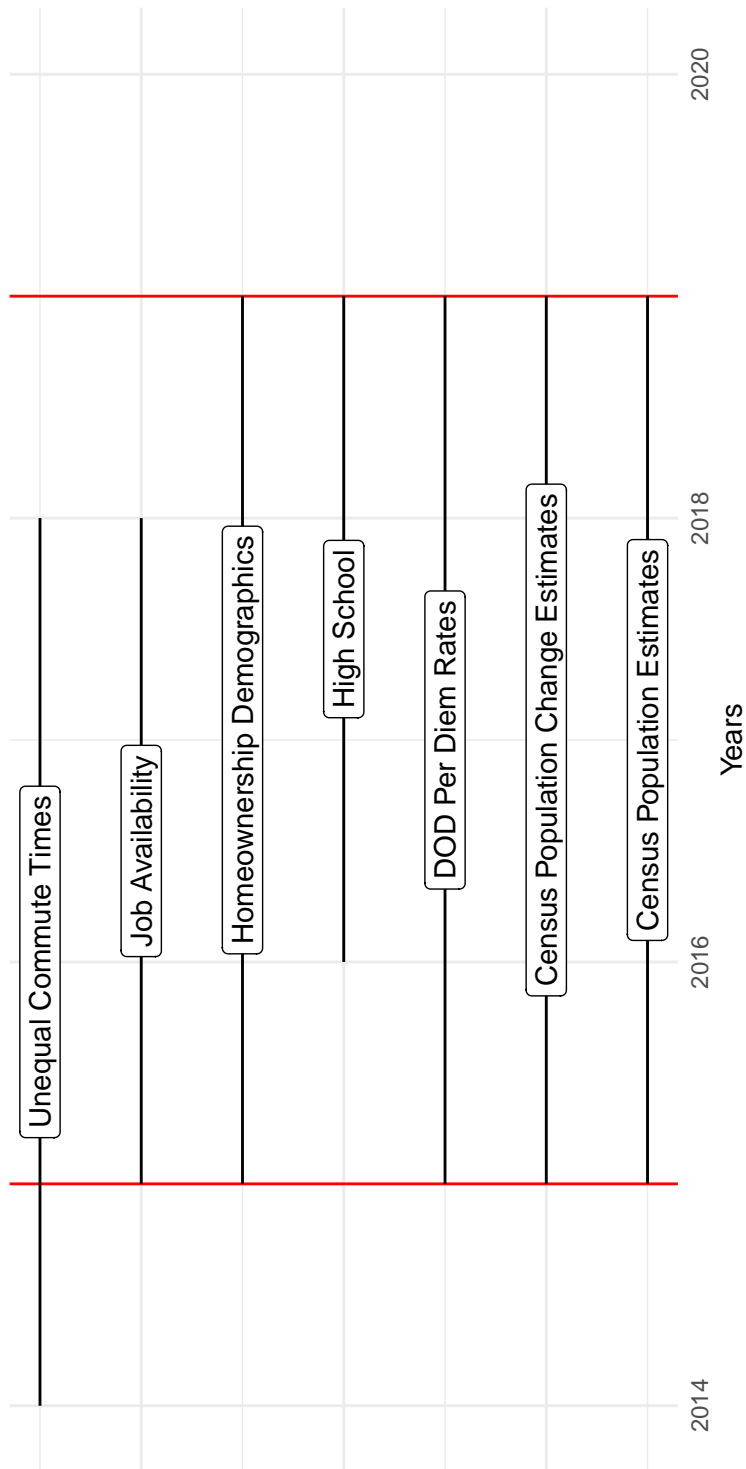 Unequal Commute Times
Job Availability
Homeownership Demographics
High School
DOD Per Diem Rates
Census Population Change Estimates
Census Population Estimates
2014
2016
2018
2020
Years